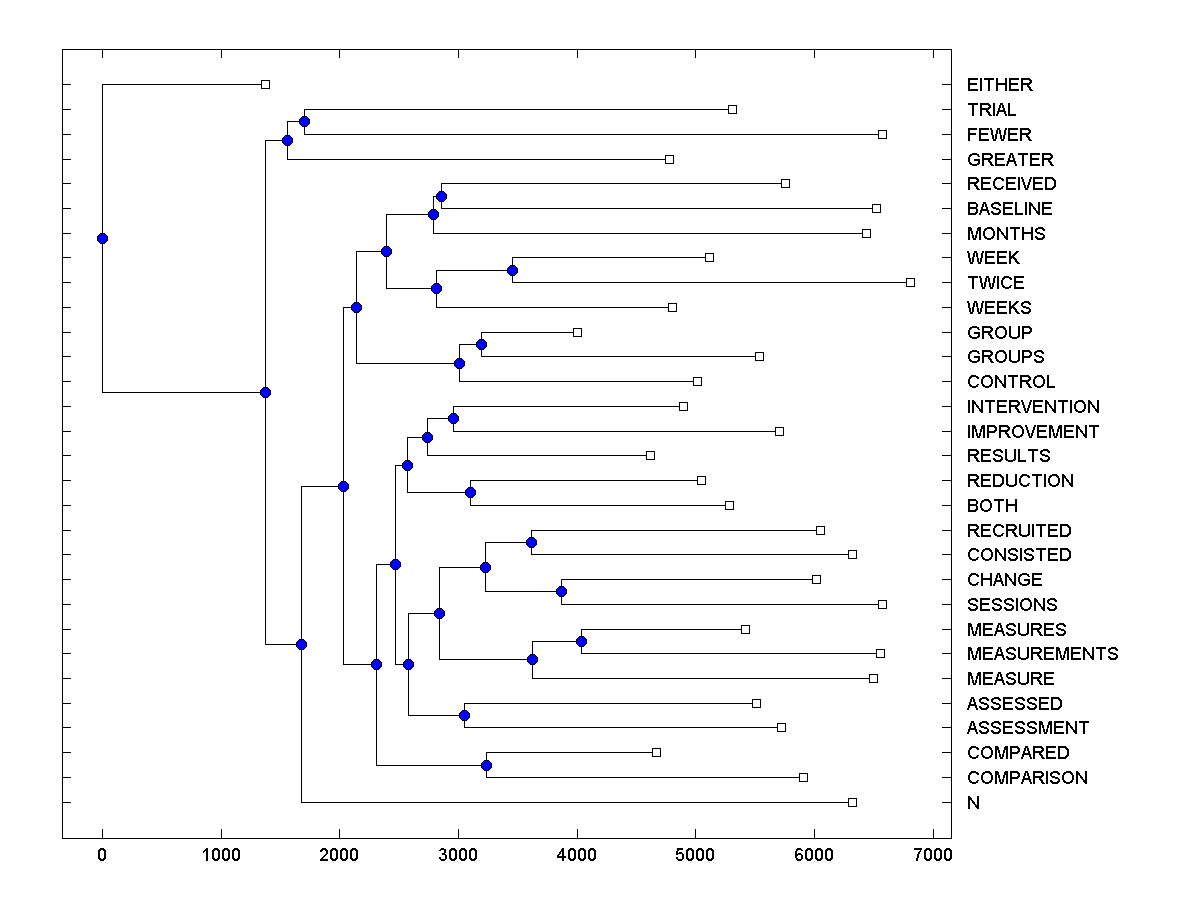 EITHER
TRIAL
FEWER
GREATER
RECEIVED
BASELINE
MONTHS
WEEK
TWICE
WEEKS
GROUP
GROUPS
CONTROL
INTERVENTION
IMPROVEMENT
RESULTS
REDUCTION
BOTH
RECRUITED
CONSISTED
CHANGE
SESSIONS
MEASURES
MEASUREMENTS
MEASURE
ASSESSED
ASSESSMENT
COMPARED
COMPARISON
N
0 1000 2000 3000 4000 5000 6000 7000